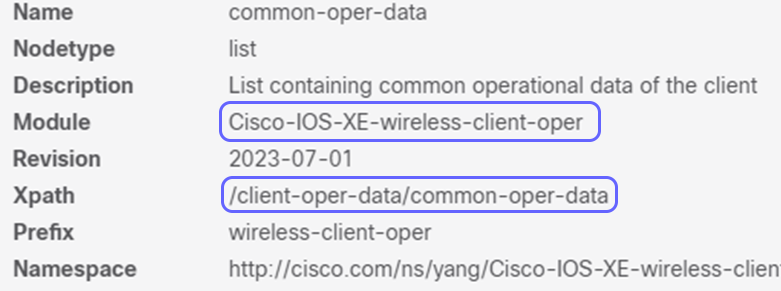 Name common-oper-data
Nodetype list
Description List containing common operational data of the client
Module Cisco-IOS-XE-wireless-client-oper
Revision 2023-07-01
Xpath /client-oper-data/common-oper-data
Prefix wireless-client-oper
Namespace http://cisco.com/ns/yang/Cisco-IOS-XE-wireless-clien